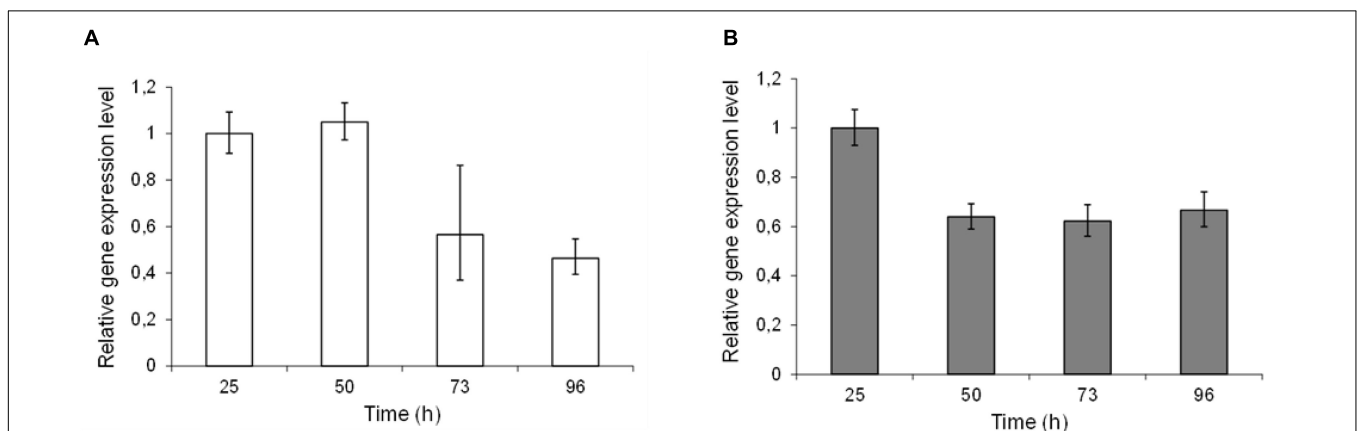 A
Relative gene expression level
1,2
1
0,8
0,6
0,4
0,2
0
25 50 73 96
Time (h)
B
Relative gene expression level
1,2
1
0,8
0,6
0,4
0,2
0
25 50 73 96
Time (h)